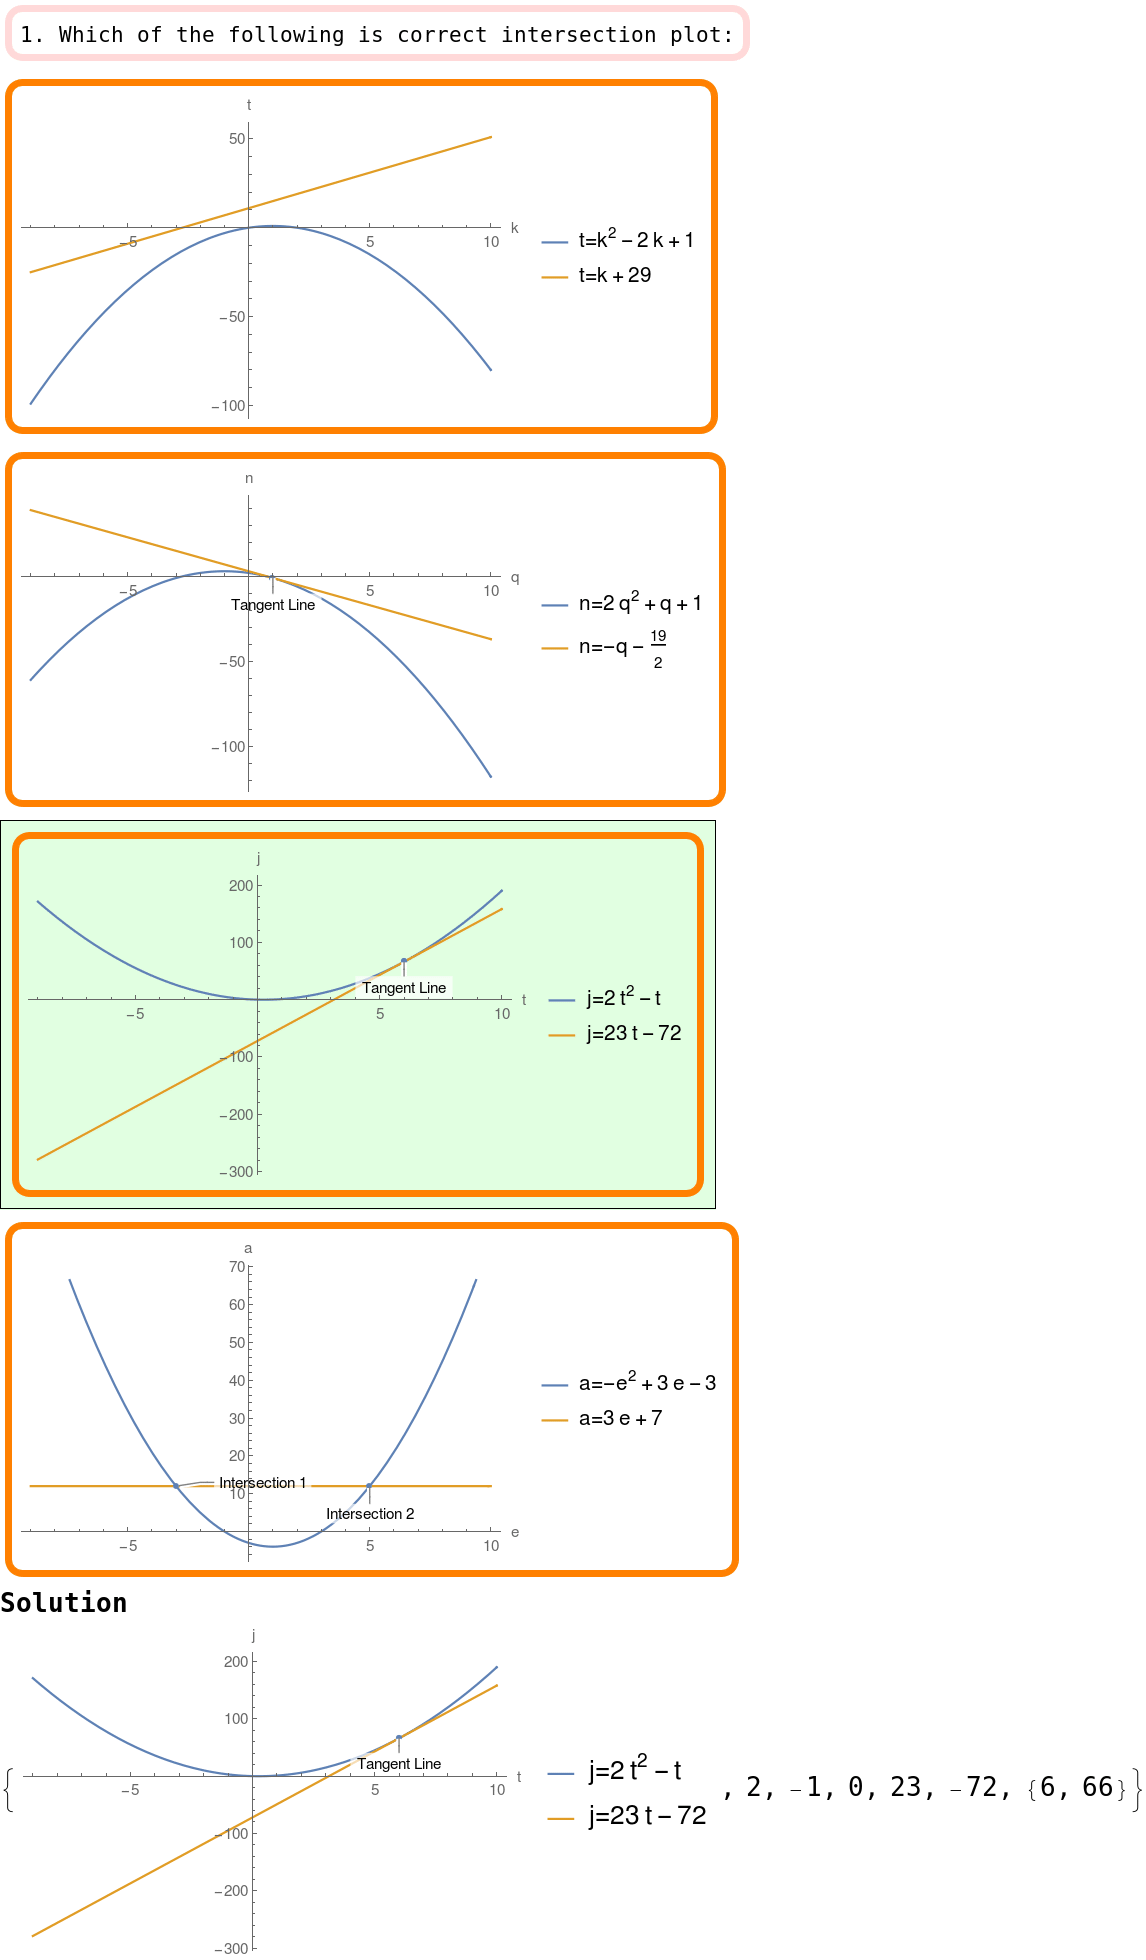 1. Which of the following is correct intersection plot:
t
50
k
−5
5
10
−50
−100
t=k² − 2 k + 1
t=k + 29
n
q
−5
5
10
Tangent Line
−50
−100
n=2 q² + q + 1
n=−q − 19/2
j
200
100
Tangent Line
t
−5
5
10
−100
−200
−300
j=2 t² − t
j=23 t − 72
a
70
60
50
40
30
20
Intersection 1
10
Intersection 2
e
−5
5
10
a=−e² + 3 e − 3
a=3 e + 7
Solution
j
200
100
Tangent Line
t
−5
5
10
−100
−200
−300
j=2 t² − t
j=23 t − 72
{ , 2, −1, 0, 23, −72, {6, 66}}